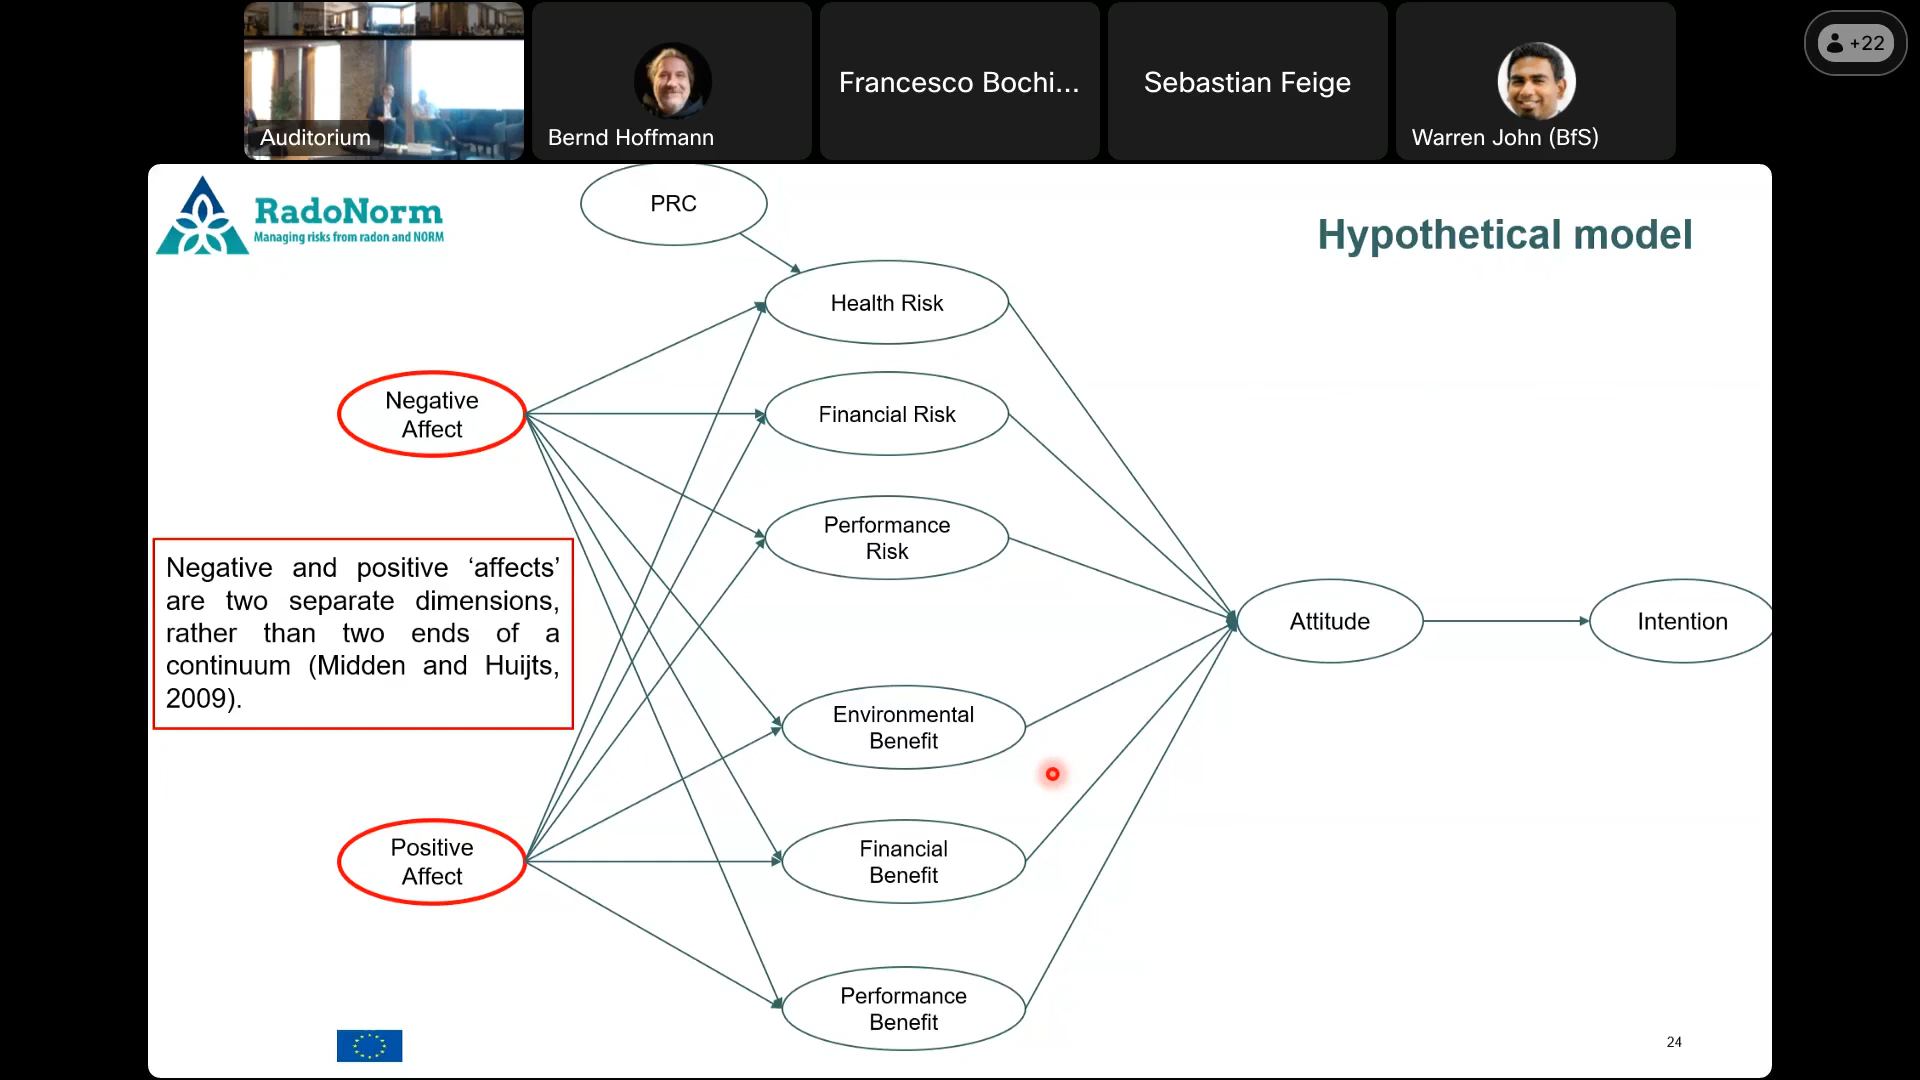 +22
Auditorium
Bernd Hoffmann
Francesco Bochi...
Sebastian Feige
Warren John (BfS)
RadoNorm
Managing risks from radon and NORM
Hypothetical model
PRC
Health Risk
Negative
Affect
Financial Risk
Performance
Risk
Negative and positive ‘affects’
are two separate dimensions,
rather than two ends of a
continuum (Midden and Huijts,
2009).
Attitude
Intention
Environmental
Benefit
Positive
Affect
Financial
Benefit
Performance
Benefit
24